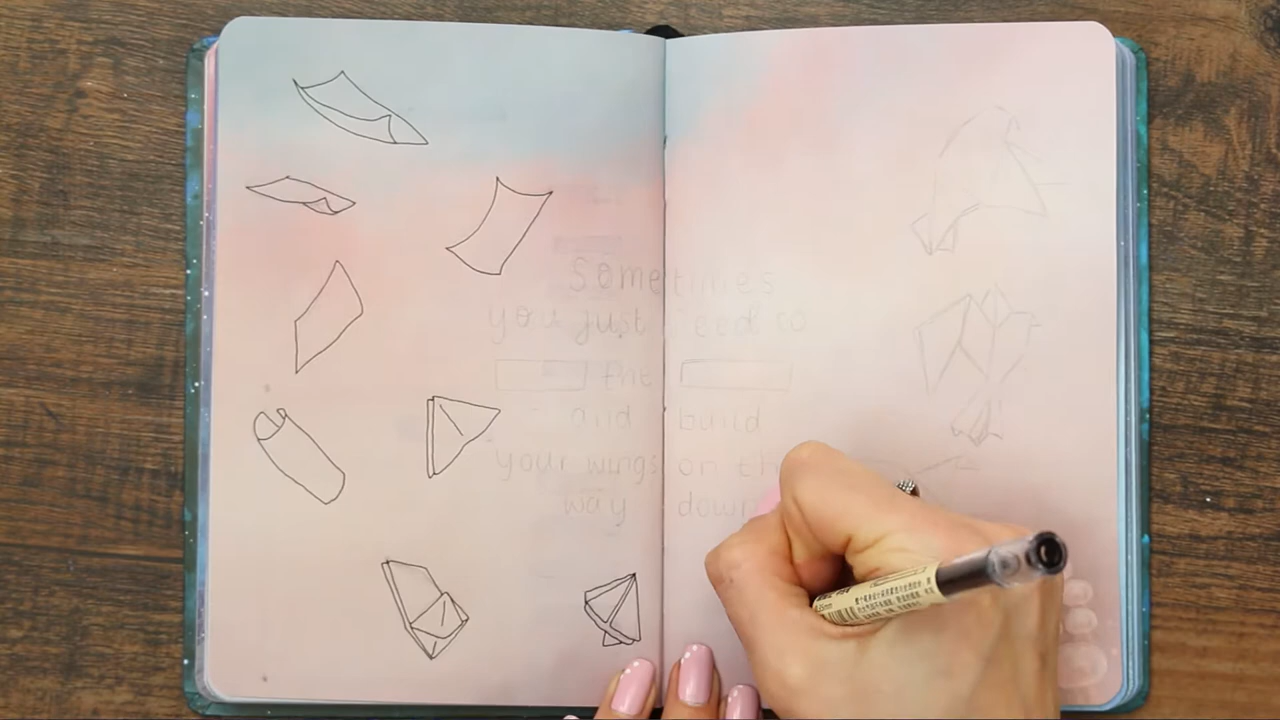 Sometimes
you just need to
the
and build
your wings on the
way down